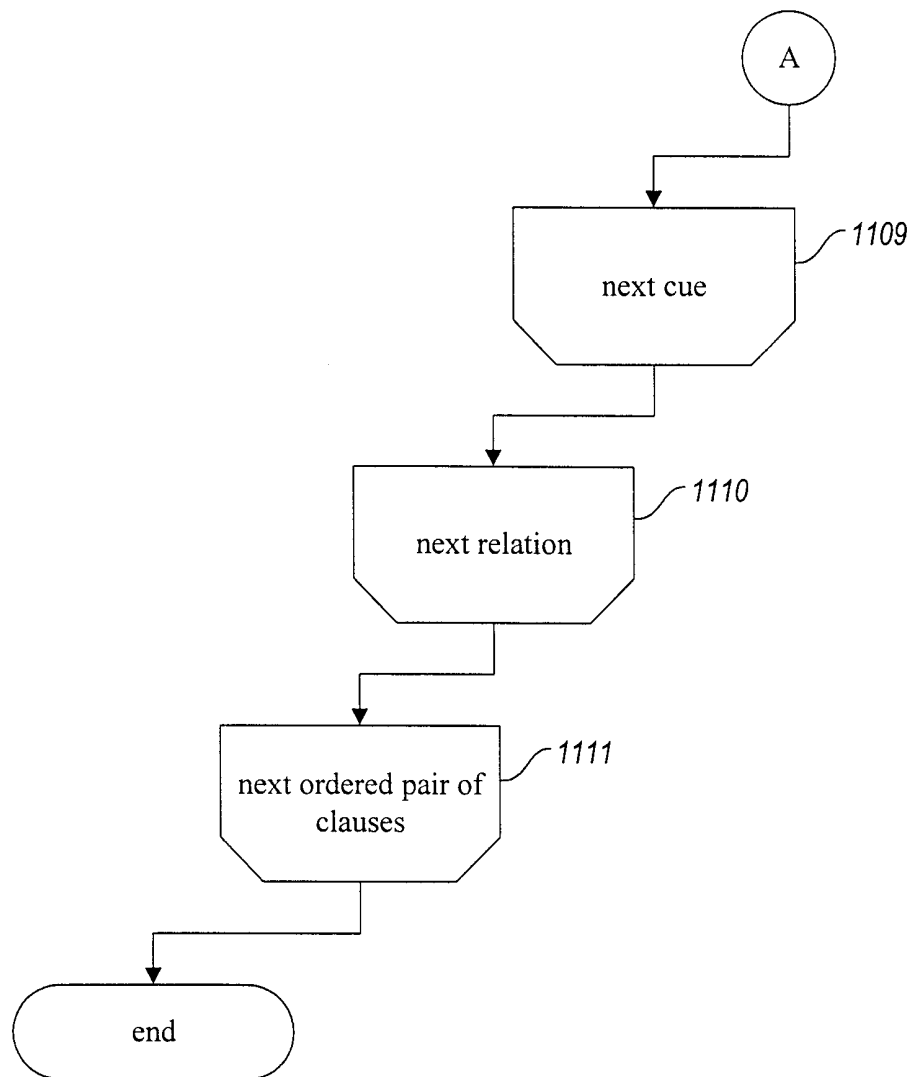 A
next cue
1109
next relation
1110
next ordered pair of
clauses
1111
end